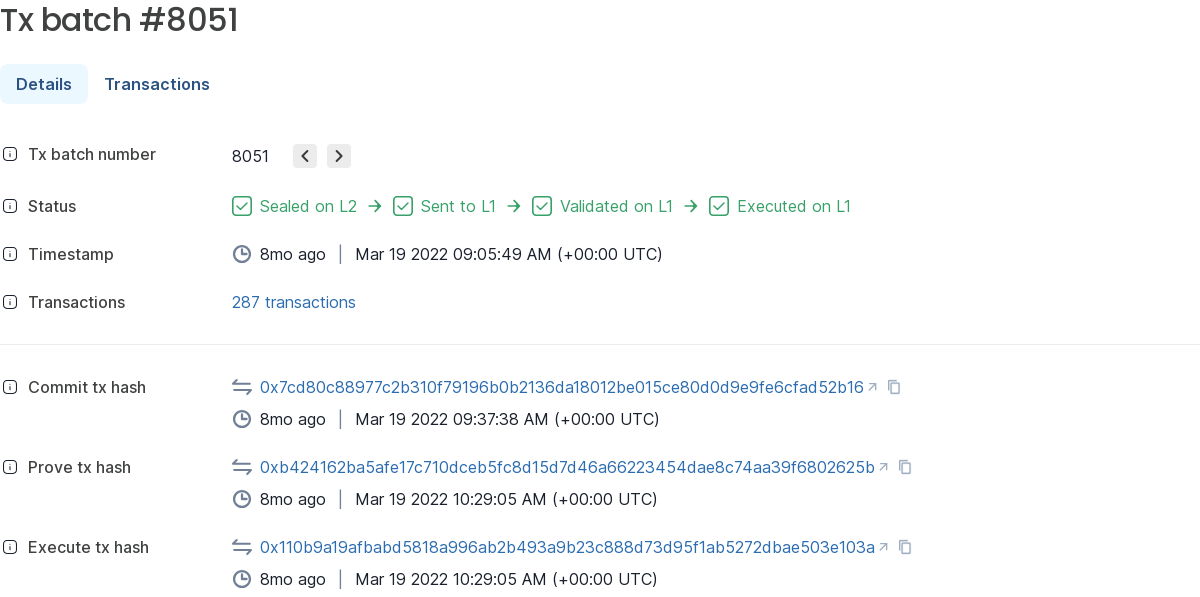 Tx batch #8051
Details Transactions
Tx batch number 8051
Status Sealed on L2 → Sent to L1 → Validated on L1 → Executed on L1
Timestamp 8mo ago | Mar 19 2022 09:05:49 AM (+00:00 UTC)
Transactions 287 transactions
Commit tx hash 0x7cd80c88977c2b310f79196b0b2136da18012be015ce80d0d9e9fe6cfad52b16
8mo ago | Mar 19 2022 09:37:38 AM (+00:00 UTC)
Prove tx hash 0xb424162ba5afe17c710dceb5fc8d15d7d46a66223454dae8c74aa39f6802625b
8mo ago | Mar 19 2022 10:29:05 AM (+00:00 UTC)
Execute tx hash 0x110b9a19afbabd5818a996ab2b493a9b23c888d73d95f1ab5272dbae503e103a
8mo ago | Mar 19 2022 10:29:05 AM (+00:00 UTC)